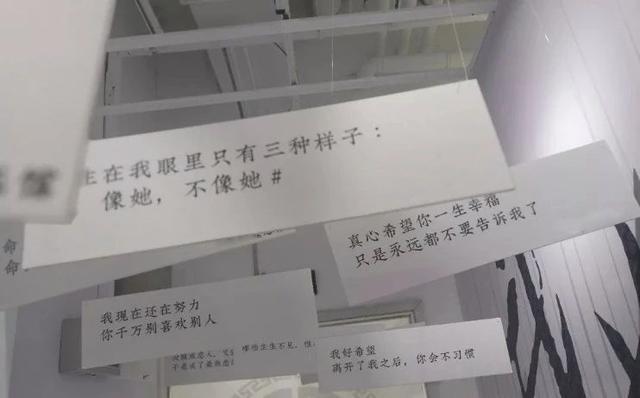 生在我眼里只有三种样子：
像她，不像她#
真心希望你一生幸福
只是永远都不要告诉我了
命
命
我现在还在努力
你千万别喜欢别人
我好希望
离开了我之后，你会不习惯